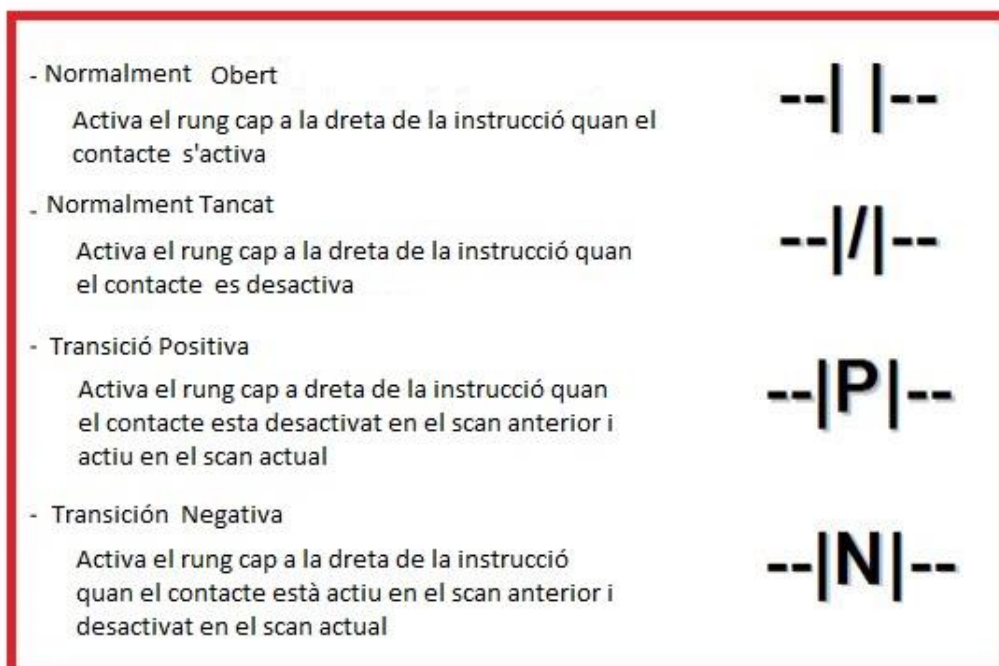 - Normalment Obert --| |--
Activa el rung cap a la dreta de la instrucció quan el
contacte s'activa
- Normalment Tancat --|/|--
Activa el rung cap a la dreta de la instrucció quan
el contacte es desactiva
- Transició Positiva --|P|--
Activa el rung cap a dreta de la instrucció quan
el contacte esta desactivat en el scan anterior i
actiu en el scan actual
- Transición Negativa --|N|--
Activa el rung cap a la dreta de la instrucció
quan el contacte està actiu en el scan anterior i
desactivat en el scan actual